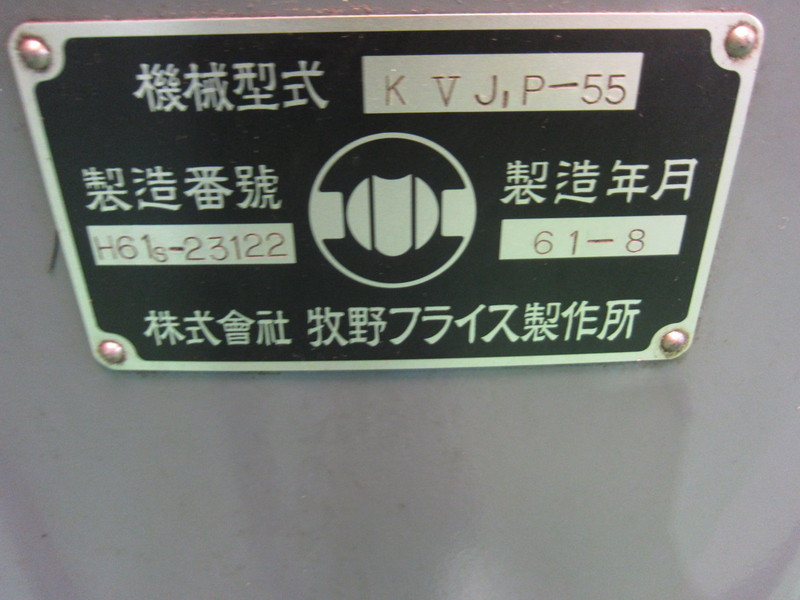 機械型式 K V J, P-55
製造番號 製造年月
H61s-23122 61-8
株式會社 牧野フライス製作所